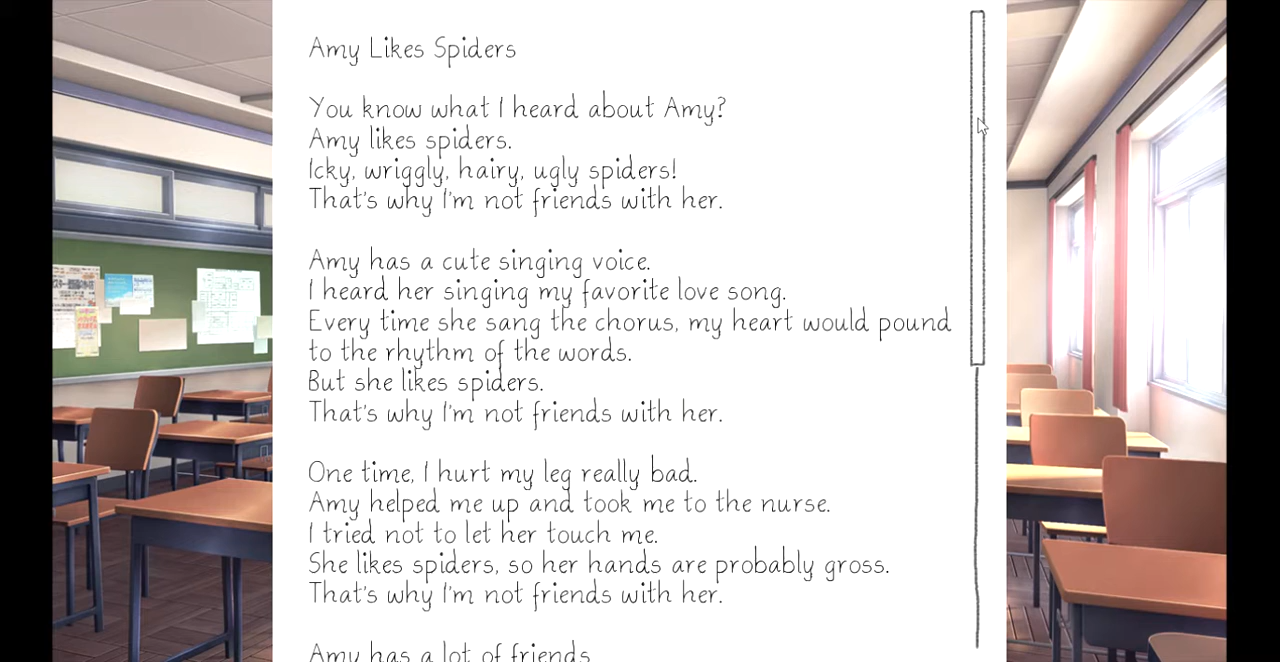 Amy Likes Spiders
You know what I heard about Amy?
Amy likes spiders.
Icky, wriggly, hairy, ugly spiders!
That's why I'm not friends with her.
Amy has a cute singing voice.
I heard her singing my favorite love song.
Every time she sang the chorus, my heart would pound
to the rhythm of the words.
But she likes spiders.
That's why I'm not friends with her.
One time, I hurt my leg really bad.
Amy helped me up and took me to the nurse.
I tried not to let her touch me.
She likes spiders, so her hands are probably gross.
That's why I'm not friends with her.
Amy has a lot of friends